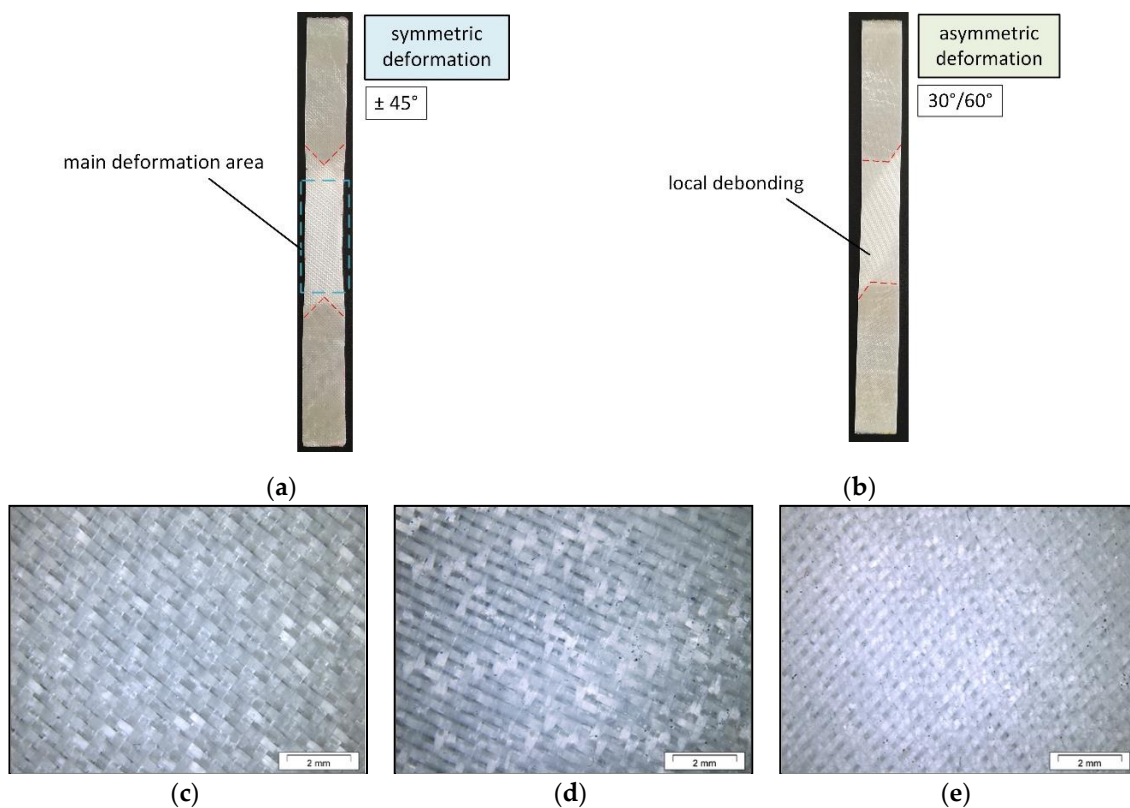 symmetric
deformation
± 45°
main deformation area
asymmetric
deformation
30°/60°
local debonding
(a)
(b)
2 mm
2 mm
2 mm
(c)
(d)
(e)